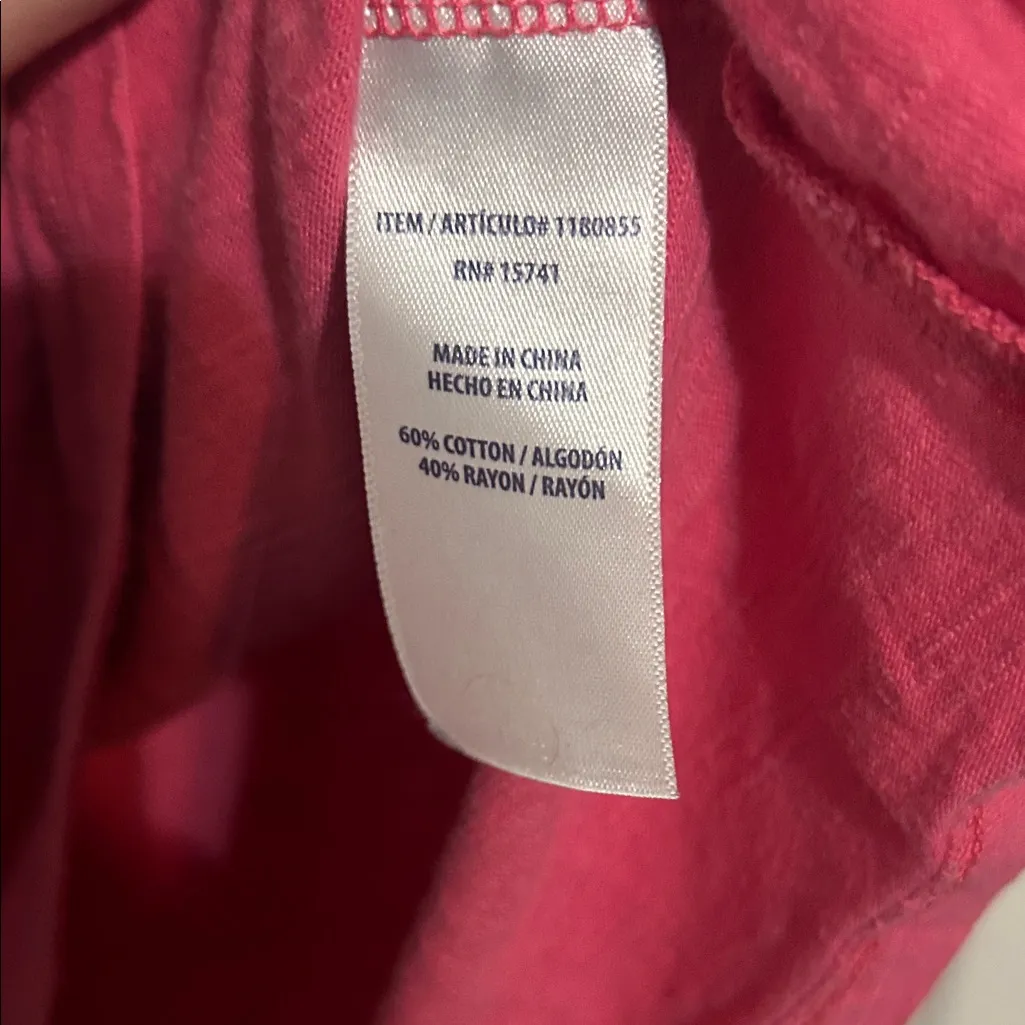 ITEM / ARTÍCULO# 1180855
RN# 15741
MADE IN CHINA
HECHO EN CHINA
60% COTTON / ALGODÓN
40% RAYON / RAYÓN